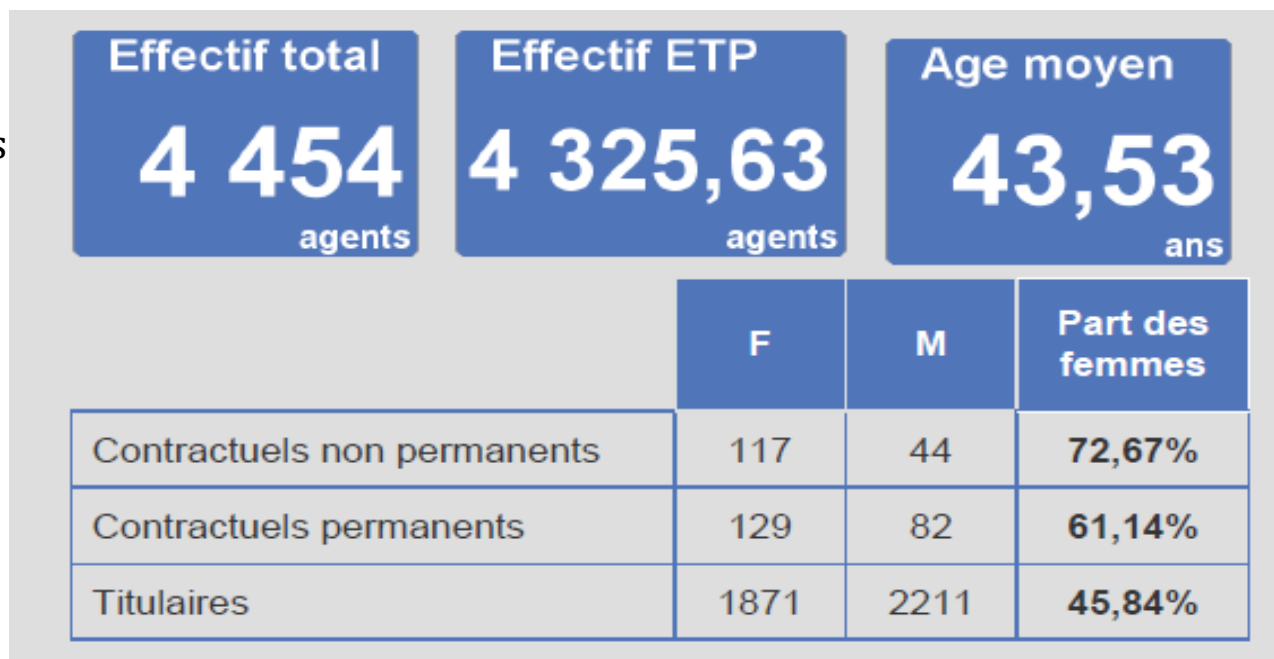 Effectif total
4 454
agents
Effectif ETP
4 325,63
agents
Age moyen
43,53
ans
s
F M Part des femmes
Contractuels non permanents 117 44 72,67%
Contractuels permanents 129 82 61,14%
Titulaires 1871 2211 45,84%